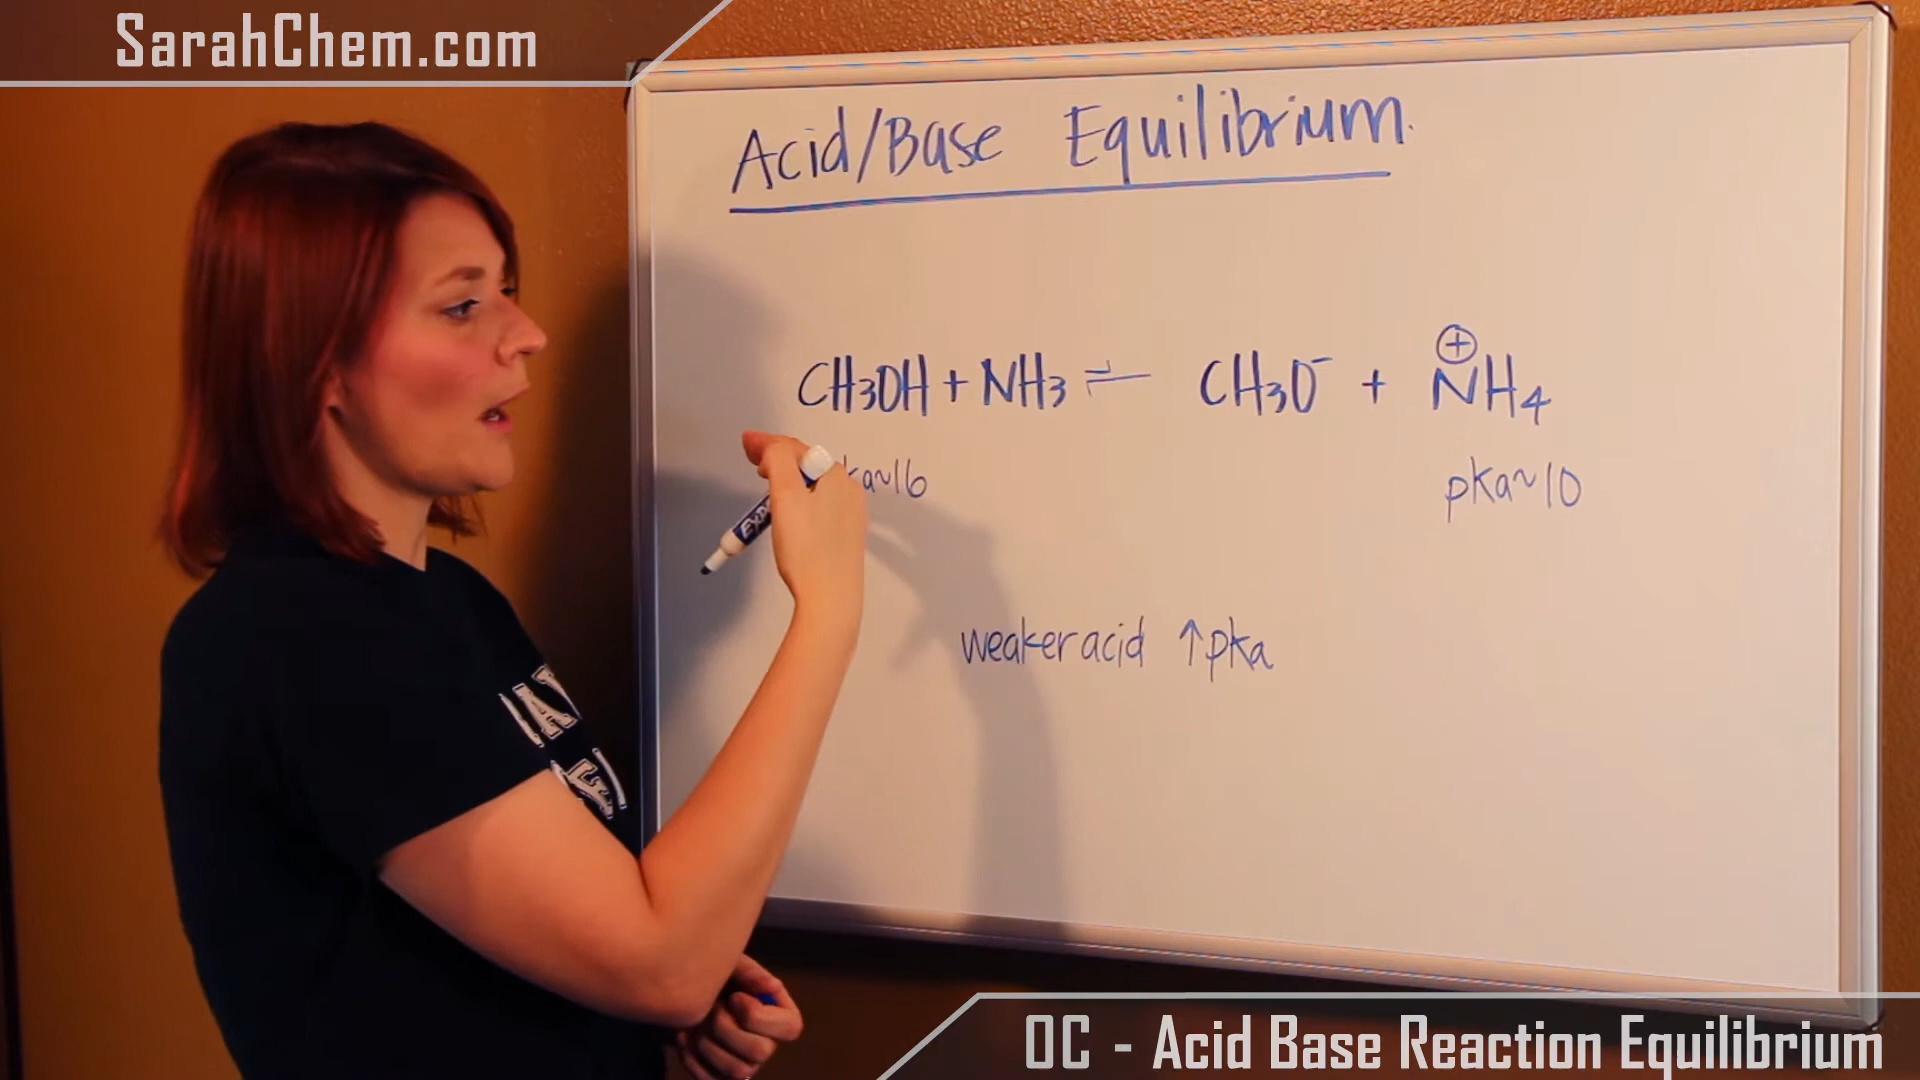 SarahChem.com
Acid/Base Equilibrium.
CH3OH + NH3 ⇌ CH3O⁻ + ⊕NH4
ka~16 pka~10
weaker acid ↑pka
OC - Acid Base Reaction Equilibrium